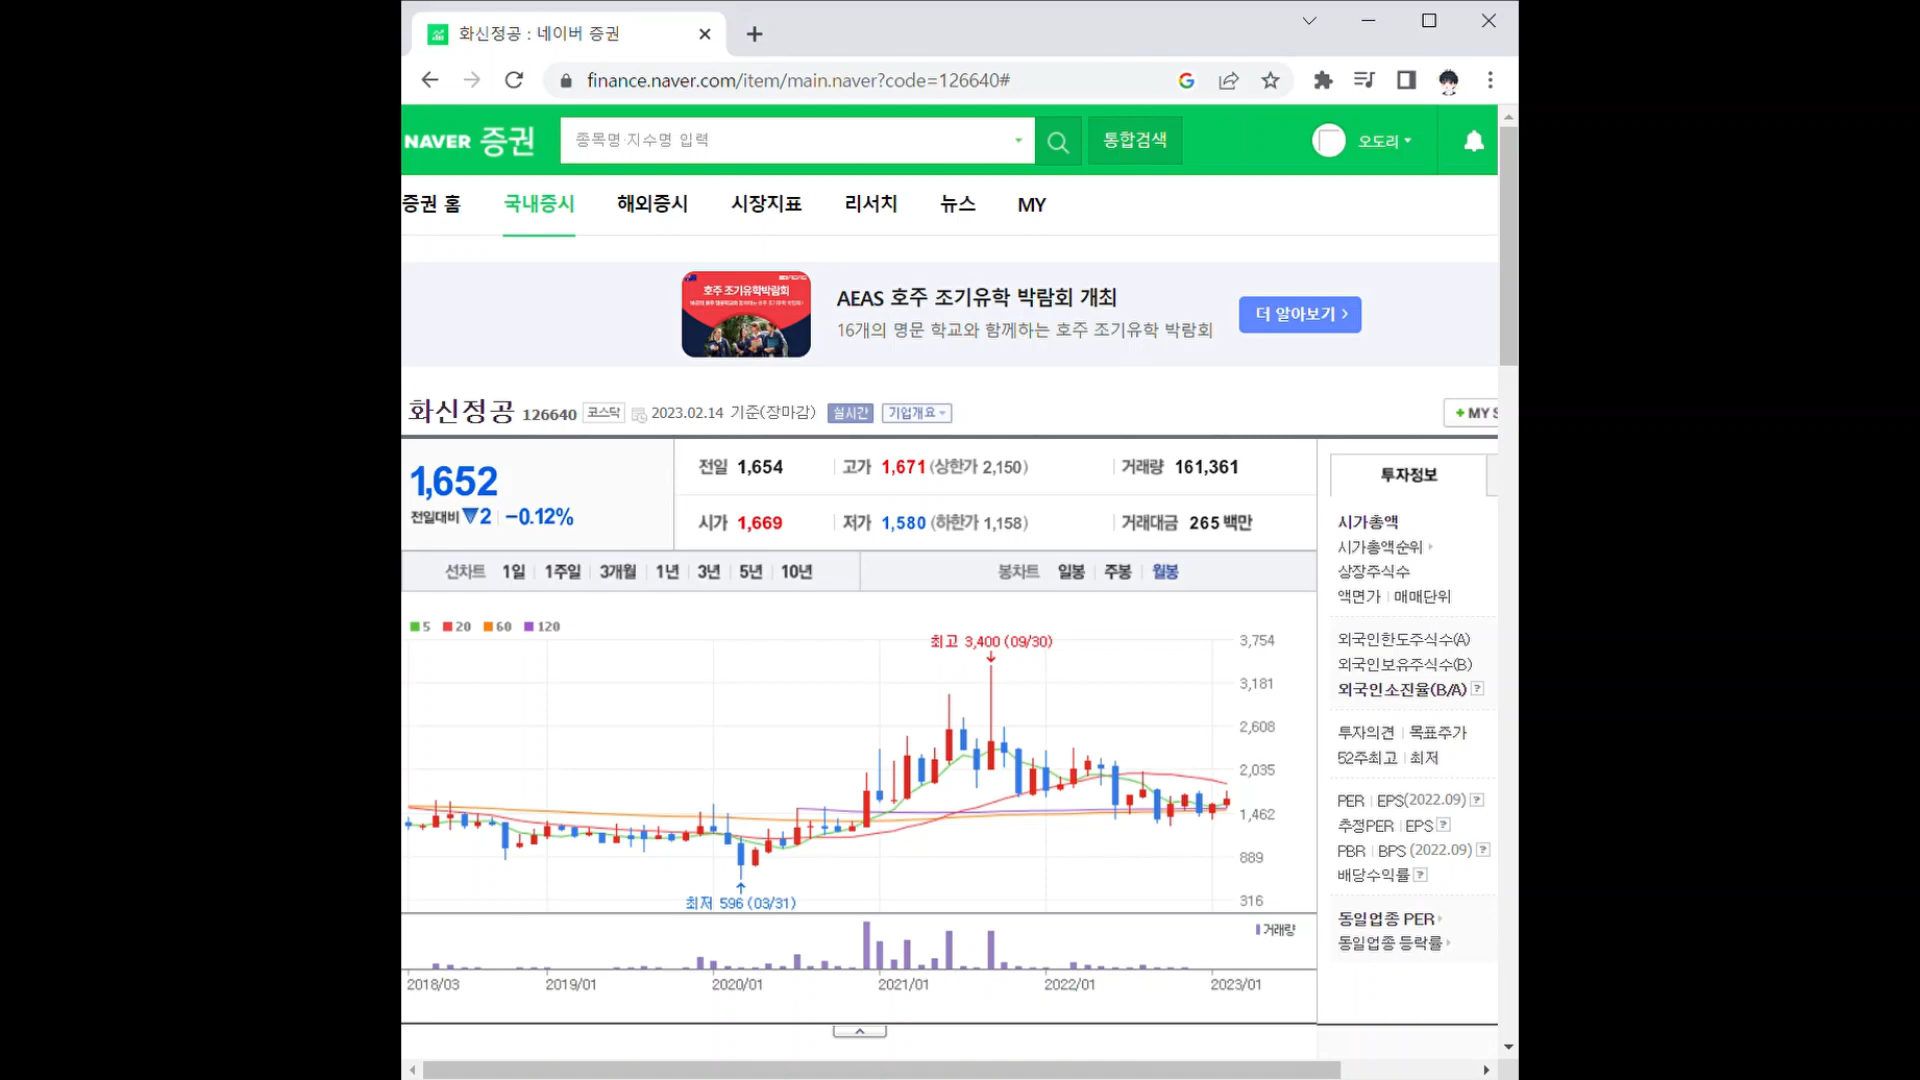 화신정공 : 네이버 증권
finance.naver.com/item/main.naver?code=126640#
NAVER 증권
종목명·지수명 입력
통합검색
오도리
증권 홈 국내증시 해외증시 시장지표 리서치 뉴스 MY
호주 조기유학박람회
AEAS 호주 조기유학 박람회 개최
16개의 명문 학교와 함께하는 호주 조기유학 박람회
더 알아보기
화신정공 126640 코스닥 2023.02.14 기준(장마감) 실시간 기업개요
+ MY S
1,652
전일대비 ▼2 -0.12%
전일 1,654 고가 1,671 (상한가 2,150) 거래량 161,361
시가 1,669 저가 1,580 (하한가 1,158) 거래대금 265 백만
선차트 1일 1주일 3개월 1년 3년 5년 10년 봉차트 일봉 주봉 월봉
5 20 60 120
최고 3,400 (09/30)
3,754
3,181
2,608
2,035
1,462
889
316
최저 596 (03/31)
거래량
2018/03 2019/01 2020/01 2021/01 2022/01 2023/01
투자정보
시가총액
시가총액순위
상장주식수
액면가 | 매매단위
외국인한도주식수(A)
외국인보유주식수(B)
외국인소진율(B/A) ?
투자의견 | 목표주가
52주최고 | 최저
PER | EPS(2022.09) ?
추정PER | EPS ?
PBR | BPS (2022.09) ?
배당수익률 ?
동일업종 PER
동일업종 등락률